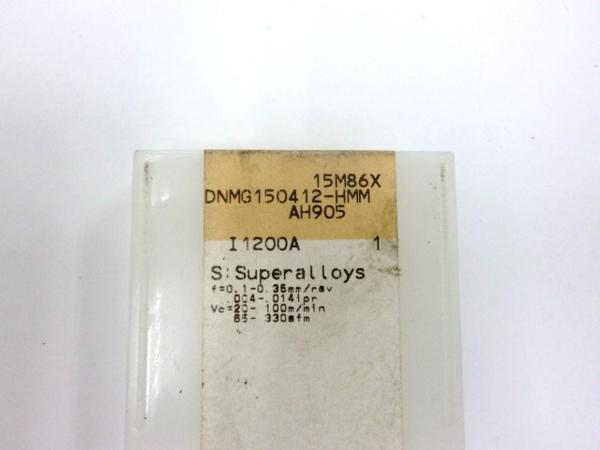 15M86X
DNMG150412-HMM
AH905
I1200A 1
S:Superalloys
f=0.1-0.35mm/rev
.004-.014ipr
Vc=20- 100m/min
65- 330sfm